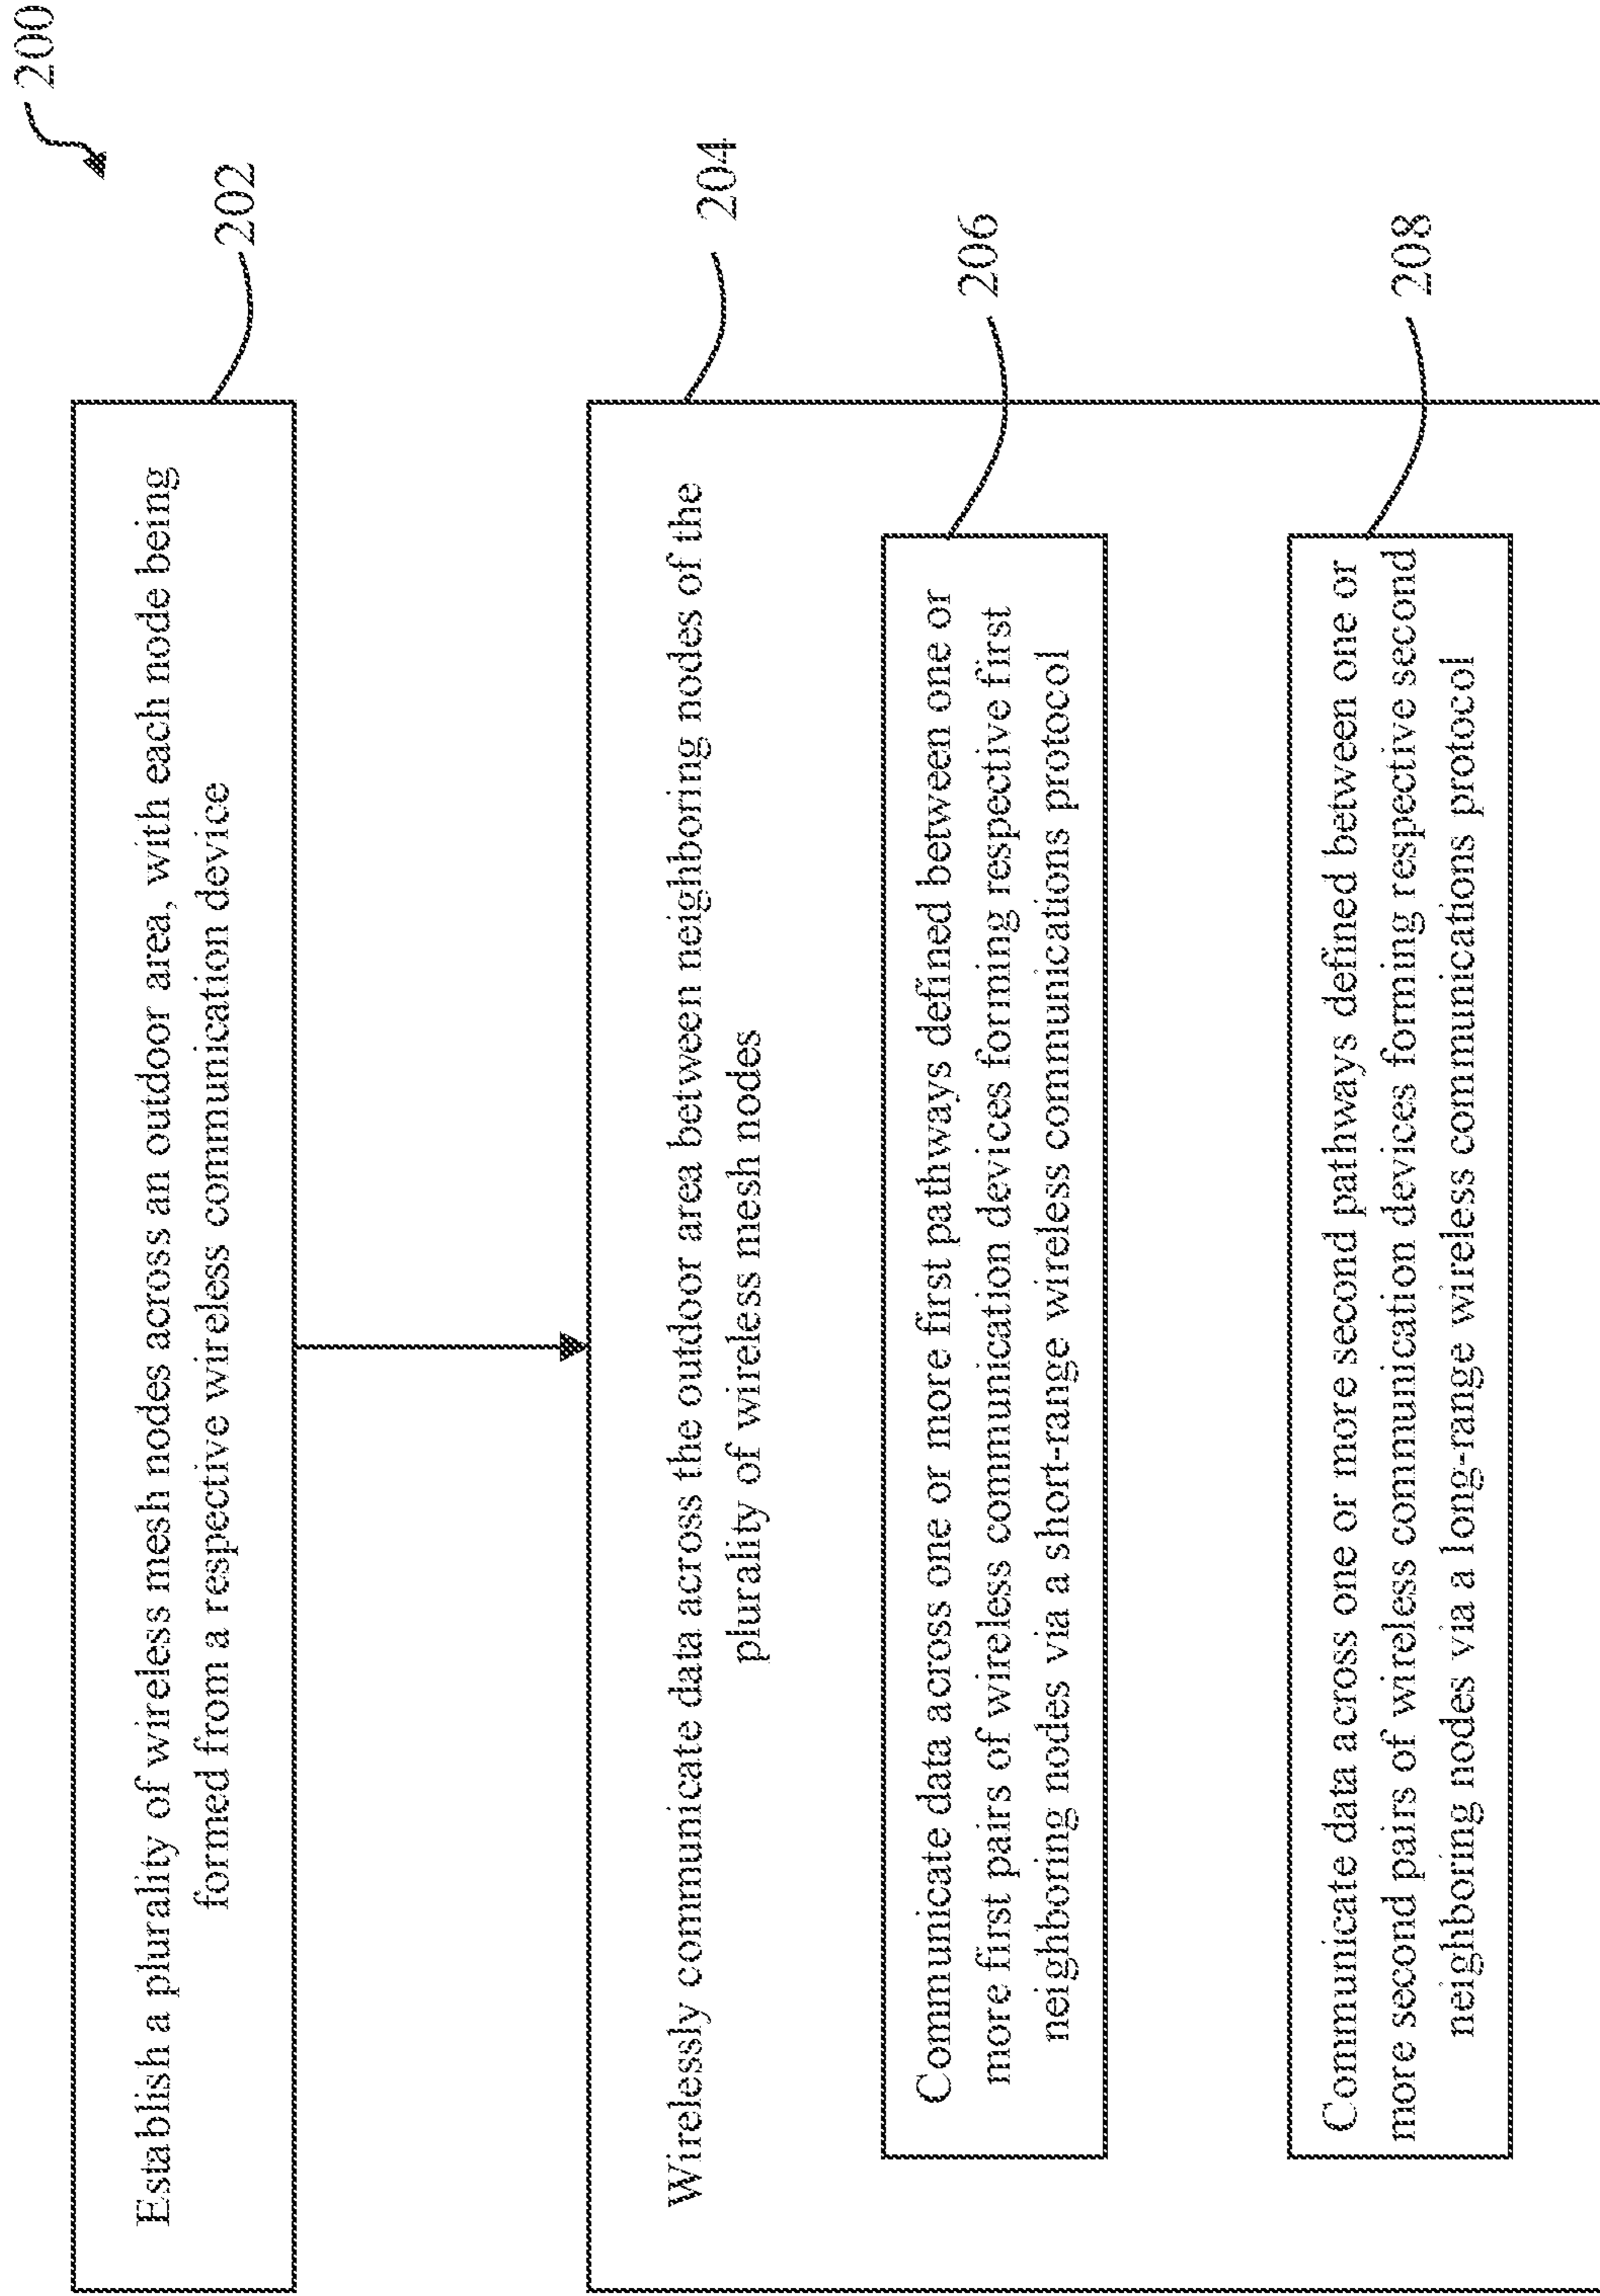 200
Establish a plurality of wireless mesh nodes across an outdoor area, with each node being
formed from a respective wireless communication device
202
Wirelessly communicate data across the outdoor area between neighboring nodes of the
plurality of wireless mesh nodes
204
Communicate data across one or more first pathways defined between one or
more first pairs of wireless communication devices forming respective first
neighboring nodes via a short-range wireless communications protocol
206
Communicate data across one or more second pathways defined between one or
more second pairs of wireless communication devices forming respective second
neighboring nodes via a long-range wireless communications protocol
208